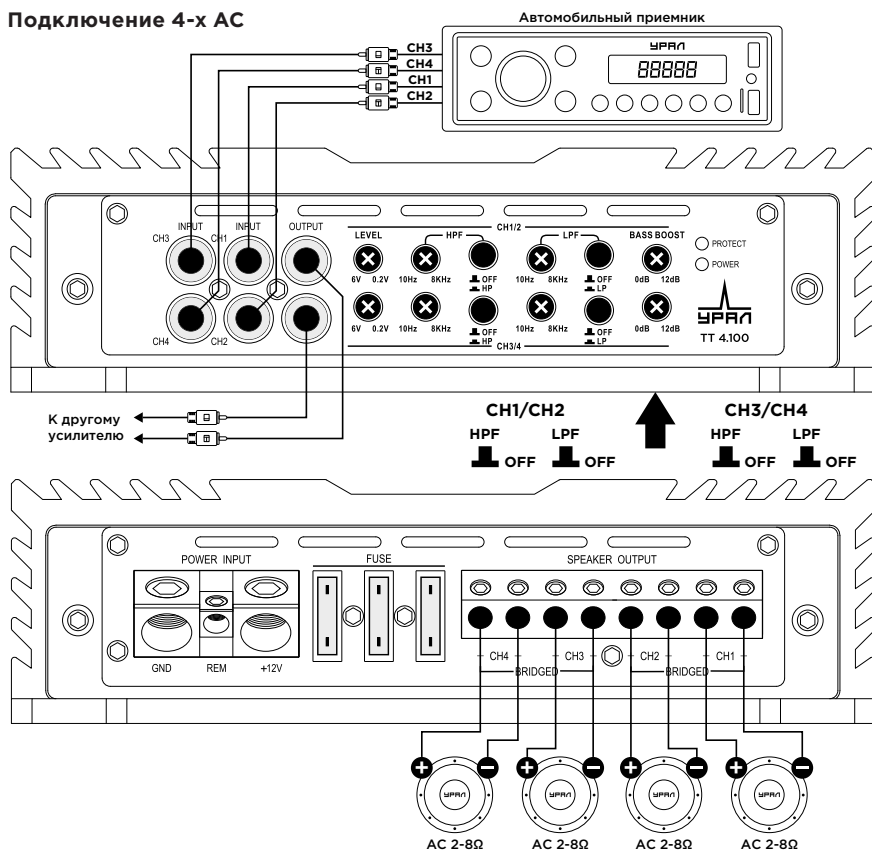 Подключение 4-х АС
Автомобильный приемник
CH3
CH4
CH1
CH2
УРАЛ
88888
INPUT INPUT OUTPUT
CH3 CH1
CH4 CH2
CH1/2
LEVEL HPF LPF BASS BOOST
6V 0.2V 10Hz 8KHz OFF HP 10Hz 8KHz OFF LP 0dB 12dB
6V 0.2V 10Hz 8KHz OFF HP 10Hz 8KHz OFF LP 0dB 12dB
CH3/4
PROTECT
POWER
УРАЛ
TT 4.100
К другому
усилителю
CH1/CH2 CH3/CH4
HPF LPF HPF LPF
OFF OFF OFF OFF
POWER INPUT FUSE SPEAKER OUTPUT
GND REM +12V
- CH4 - - CH3 - - CH2 - - CH1 -
BRIDGED BRIDGED
+ − + − + − + −
УРАЛ УРАЛ УРАЛ УРАЛ
АС 2-8Ω АС 2-8Ω АС 2-8Ω АС 2-8Ω